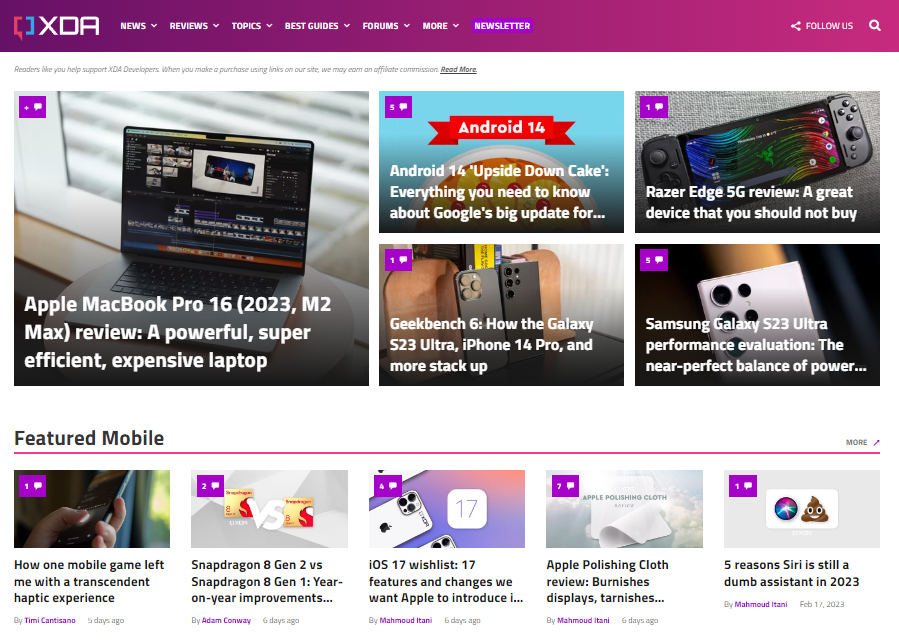 XDA
NEWS REVIEWS TOPICS BEST GUIDES FORUMS MORE NEWSLETTER FOLLOW US
Readers like you help support XDA Developers. When you make a purchase using links on our site, we may earn an affiliate commission. Read More.
+
Apple MacBook Pro 16 (2023, M2
Max) review: A powerful, super
efficient, expensive laptop
5
Android 14
Android 14 'Upside Down Cake':
Everything you need to know
about Google's big update for...
1
Razer Edge 5G review: A great
device that you should not buy
1
Geekbench 6: How the Galaxy
S23 Ultra, iPhone 14 Pro, and
more stack up
5
Samsung Galaxy S23 Ultra
performance evaluation: The
near-perfect balance of power...
Featured Mobile
MORE
1
How one mobile game left
me with a transcendent
haptic experience
By Timi Cantisano 5 days ago
2
Snapdragon
Snapdragon
VS
XDA
Snapdragon 8 Gen 2 vs
Snapdragon 8 Gen 1: Year-
on-year improvements...
By Adam Conway 6 days ago
4
17
iOS 17 wishlist: 17
features and changes we
want Apple to introduce i...
By Mahmoud Itani 6 days ago
7
APPLE POLISHING CLOTH
REVIEW
Apple Polishing Cloth
review: Burnishes
displays, tarnishes...
By Mahmoud Itani 6 days ago
1
5 reasons Siri is still a
dumb assistant in 2023
By Mahmoud Itani Feb 17, 2023